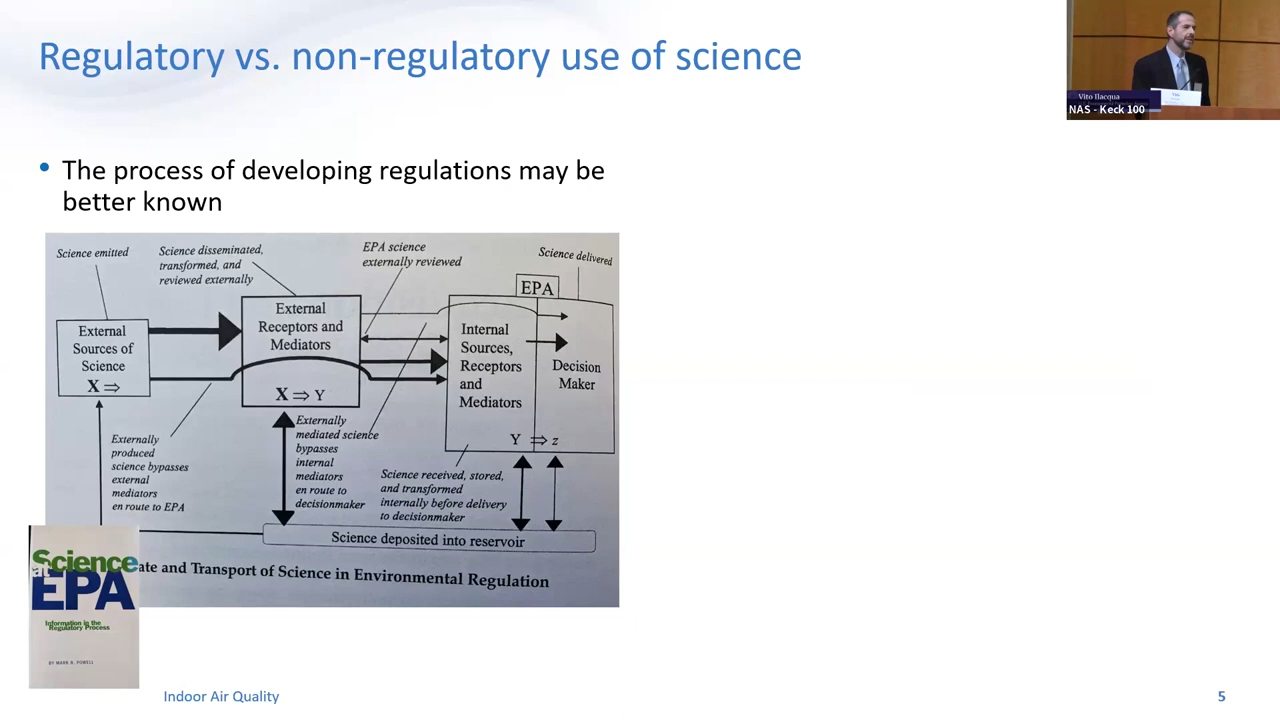 Regulatory vs. non-regulatory use of science
Vito Ilacqua
NAS - Keck 100
• The process of developing regulations may be
better known
Science emitted
Science disseminated,
transformed, and
reviewed externally
EPA science
externally reviewed
Science delivered
EPA
External
Sources of
Science
X ⇒
External
Receptors and
Mediators
X ⇒ Y
Internal
Sources,
Receptors
and
Mediators
Decision
Maker
Y ⇒ z
Externally
produced
science bypasses
external
mediators
en route to EPA
Externally
mediated science
bypasses
internal
mediators
en route to
decisionmaker
Science received, stored,
and transformed
internally before delivery
to decisionmaker
Science deposited into reservoir
ate and Transport of Science in Environmental Regulation
Science
at
EPA
Information in the
Regulatory Process
BY MARK R. POWELL
Indoor Air Quality
5